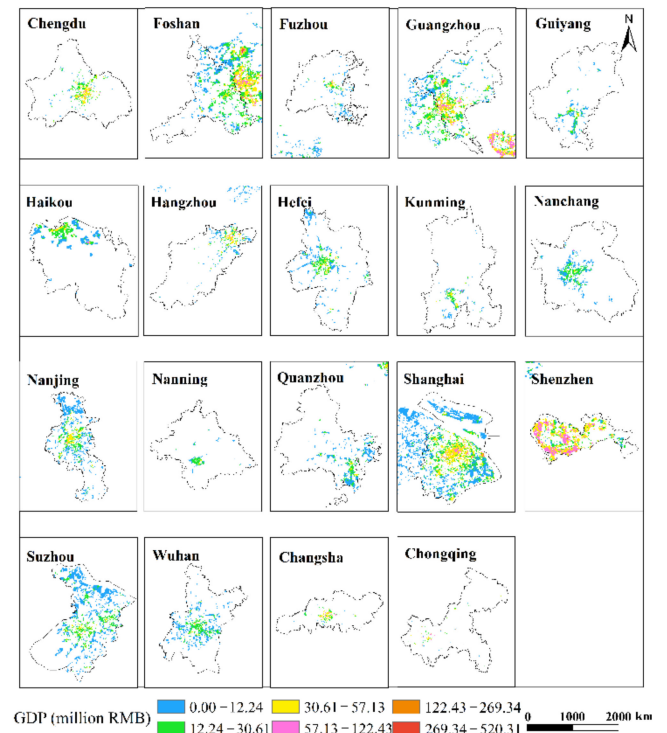 Chengdu Foshan Fuzhou Guangzhou Guiyang N
Haikou Hangzhou Hefei Kunming Nanchang
Nanjing Nanning Quanzhou Shanghai Shenzhen
Suzhou Wuhan Changsha Chongqing
GDP (million RMB) 0.00 – 12.24 30.61 – 57.13 122.43 – 269.34 0 1000 2000 km
12.24 – 30.61 57.13 – 122.43 269.34 – 520.31